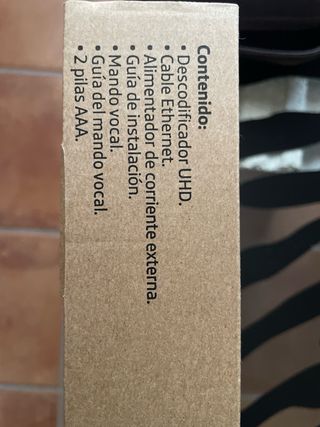 Contenido:
• Descodificador UHD.
• Cable Ethernet.
• Alimentador de corriente externa.
• Guía de instalación.
• Mando vocal.
• Guía del mando vocal.
• 2 pilas AAA.